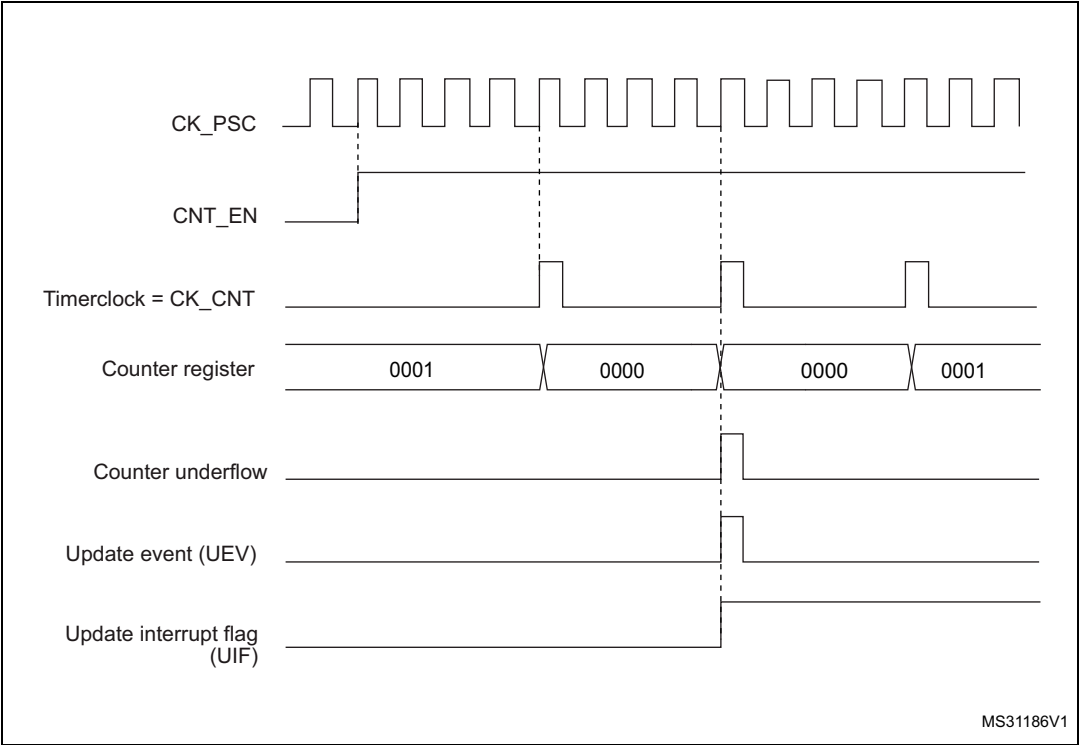 CK_PSC
CNT_EN
Timerclock = CK_CNT
Counter register 0001 0000 0000 0001
Counter underflow
Update event (UEV)
Update interrupt flag
(UIF)
MS31186V1